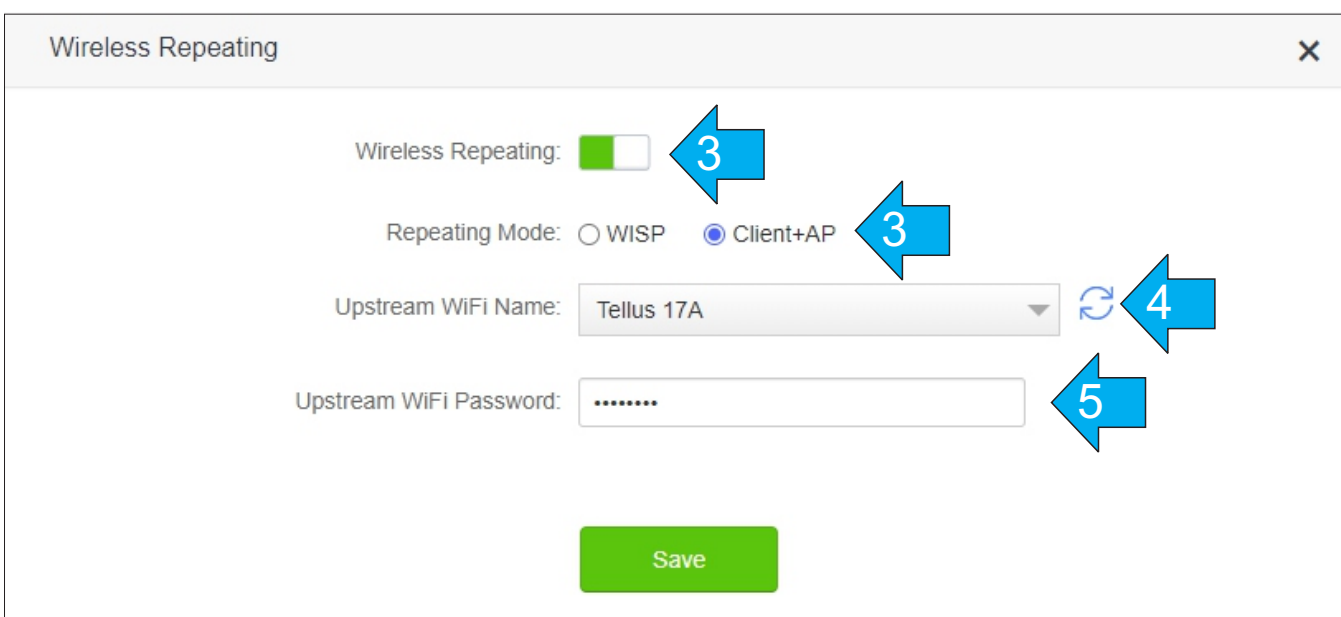 Wireless Repeating
Wireless Repeating: 3
Repeating Mode: WISP Client+AP 3
Upstream WiFi Name: Tellus 17A 4
Upstream WiFi Password: •••••••• 5
Save